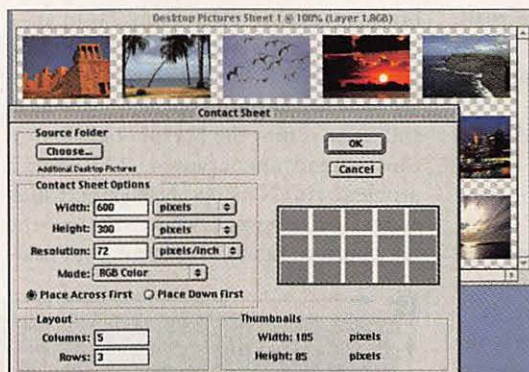 Desktop Pictures Sheet 1 @ 100% (Layer 1,RGB)
Contact Sheet
Source Folder
Choose...
Additional Desktop Pictures
OK
Cancel
Contact Sheet Options
Width: 600 pixels
Height: 300 pixels
Resolution: 72 pixels/inch
Mode: RGB Color
Place Across First Place Down First
Layout
Columns: 5
Rows: 3
Thumbnails
Width: 105 pixels
Height: 85 pixels